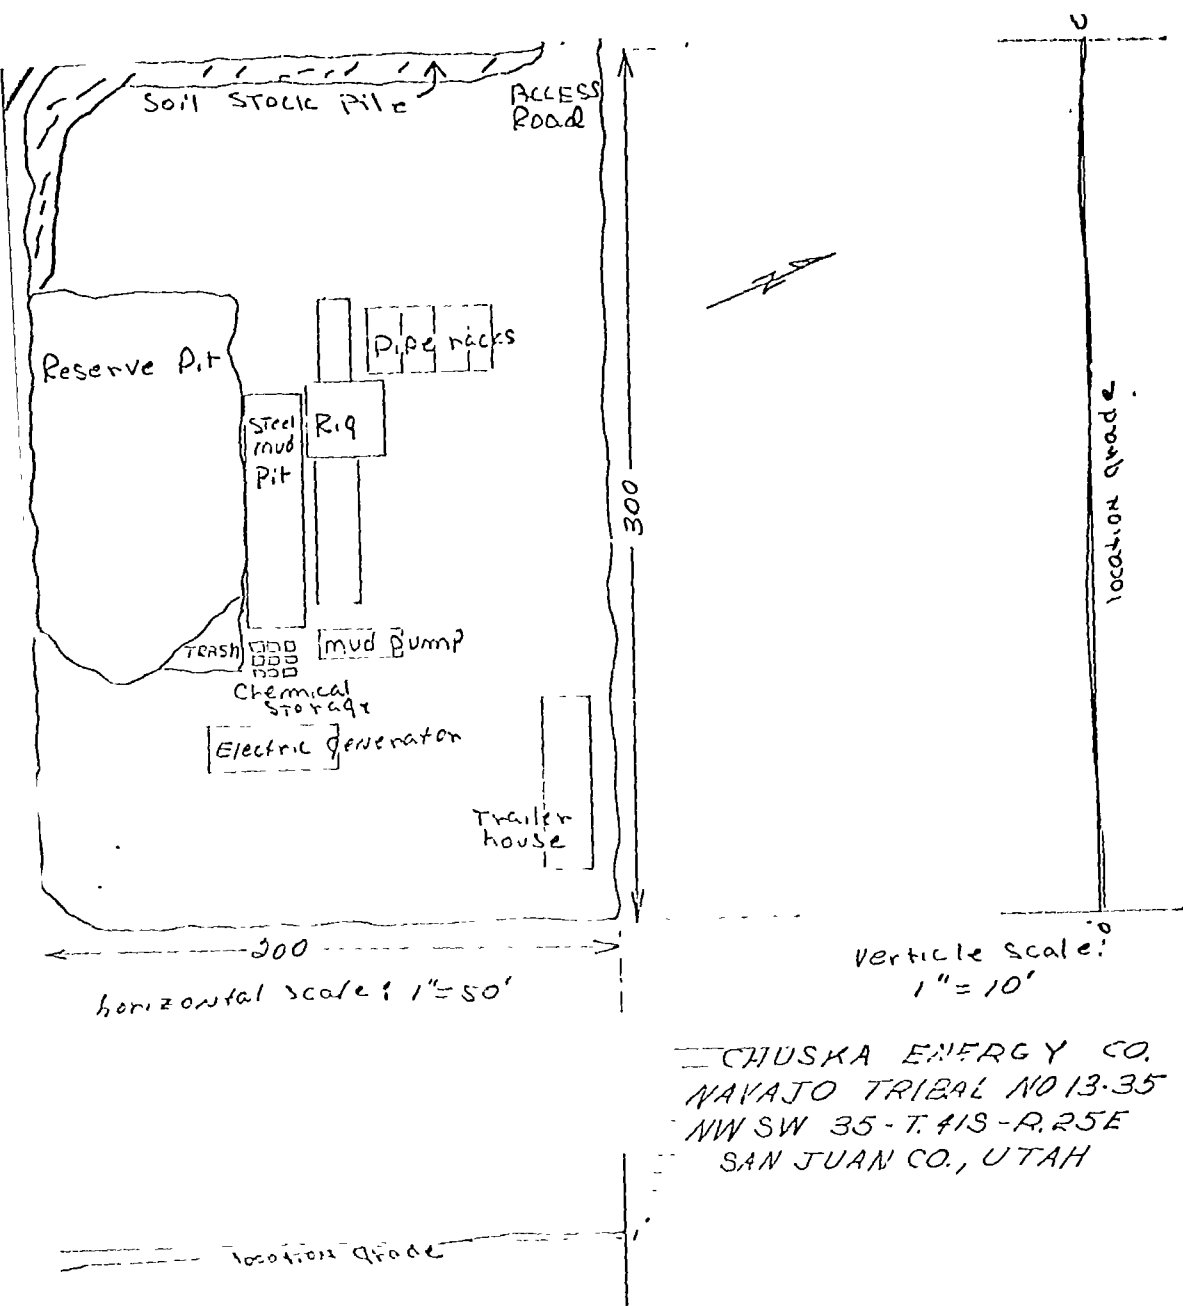 Soil STOCK Pile
ACCESS
Road
N
Reserve Pit
Pipe racks
Steel
mud
Pit
Rig
300
location grade
TRASH
mud pump
Chemical
Storage
Electric generator
Trailer
house
200
0
horizontal scale: 1"=50'
Verticle scale:
1"=10'
CHUSKA ENERGY CO.
NAVAJO TRIBAL NO 13-35
NW SW 35-T.41S-R.25E
SAN JUAN CO., UTAH
location grade